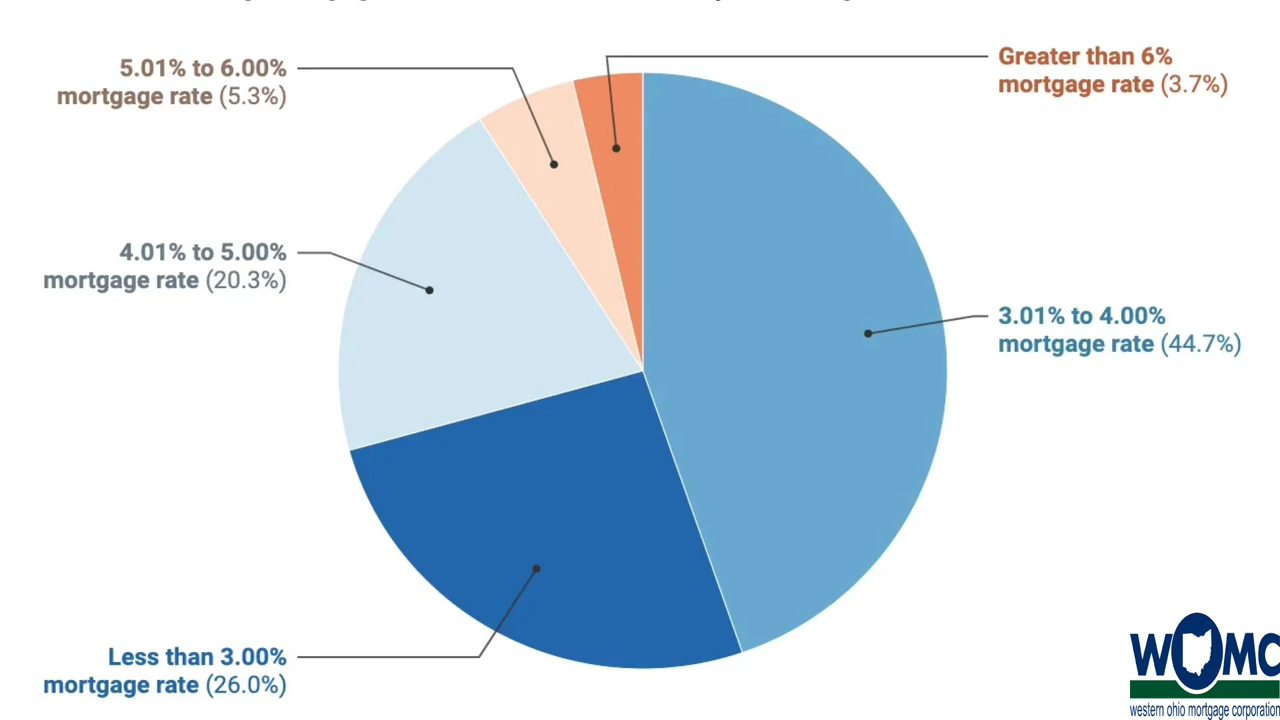 5.01% to 6.00%
mortgage rate (5.3%)
Greater than 6%
mortgage rate (3.7%)
4.01% to 5.00%
mortgage rate (20.3%)
3.01% to 4.00%
mortgage rate (44.7%)
Less than 3.00%
mortgage rate (26.0%)
WOMC
western ohio mortgage corporation